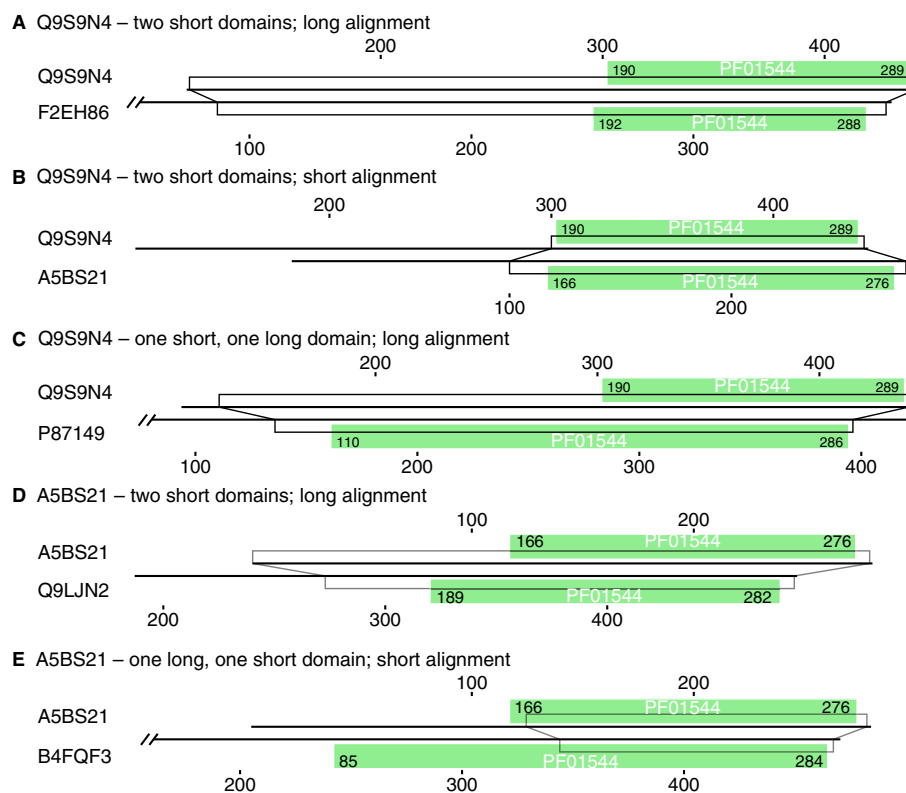 A Q9S9N4 – two short domains; long alignment
200 300 400
Q9S9N4 190 PF01544 289
F2EH86 192 PF01544 288
100 200 300
B Q9S9N4 – two short domains; short alignment
200 300 400
Q9S9N4 190 PF01544 289
A5BS21 166 PF01544 276
100 200
C Q9S9N4 – one short, one long domain; long alignment
200 300 400
Q9S9N4 190 PF01544 289
P87149 110 PF01544 286
100 200 300 400
D A5BS21 – two short domains; long alignment
100 200
A5BS21 166 PF01544 276
Q9LJN2 189 PF01544 282
200 300 400
E A5BS21 – one long, one short domain; short alignment
100 200
A5BS21 166 PF01544 276
B4FQF3 85 PF01544 284
200 300 400